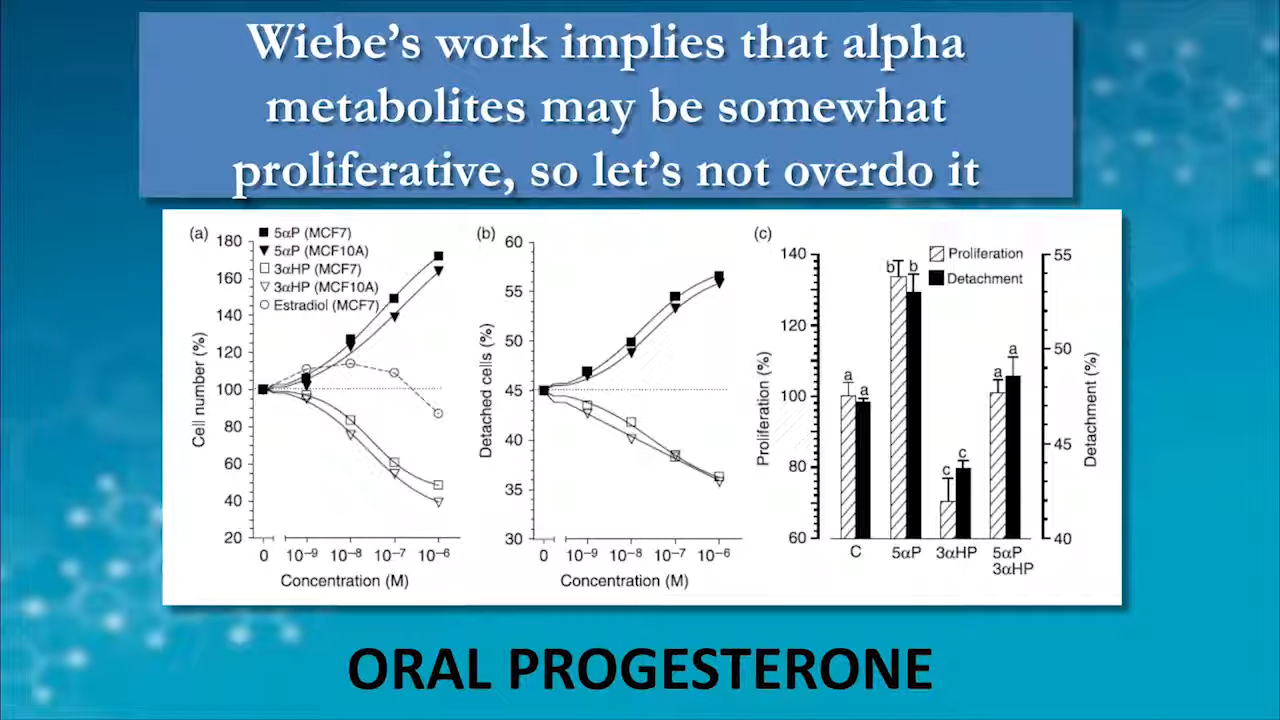 Wiebe's work implies that alpha
metabolites may be somewhat
proliferative, so let's not overdo it
(a)
180
160
140
120
100
80
60
40
20
Cell number (%)
5αP (MCF7)
5αP (MCF10A)
3αHP (MCF7)
3αHP (MCF10A)
Estradiol (MCF7)
0 10⁻⁹ 10⁻⁸ 10⁻⁷ 10⁻⁶
Concentration (M)
(b)
60
55
50
45
40
35
30
Detached cells (%)
0 10⁻⁹ 10⁻⁸ 10⁻⁷ 10⁻⁶
Concentration (M)
(c)
140
120
100
80
60
Proliferation (%)
Proliferation
Detachment
a a
b b
c c
a a
55
50
45
40
Detachment (%)
C 5αP 3αHP 5αP
3αHP
ORAL PROGESTERONE